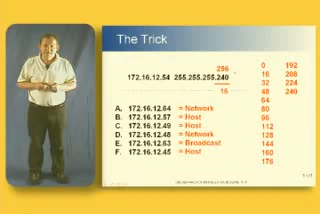 The Trick
256
172.16.12.54 255.255.255.240
16
A. 172.16.12.64 = Network
B. 172.16.12.57 = Host
C. 172.16.12.49 = Host
D. 172.16.12.48 = Network
E. 172.16.12.63 = Broadcast
F. 172.16.12.45 = Host
0 192
16 208
32 224
48 240
64
80
96
112
128
144
160
176